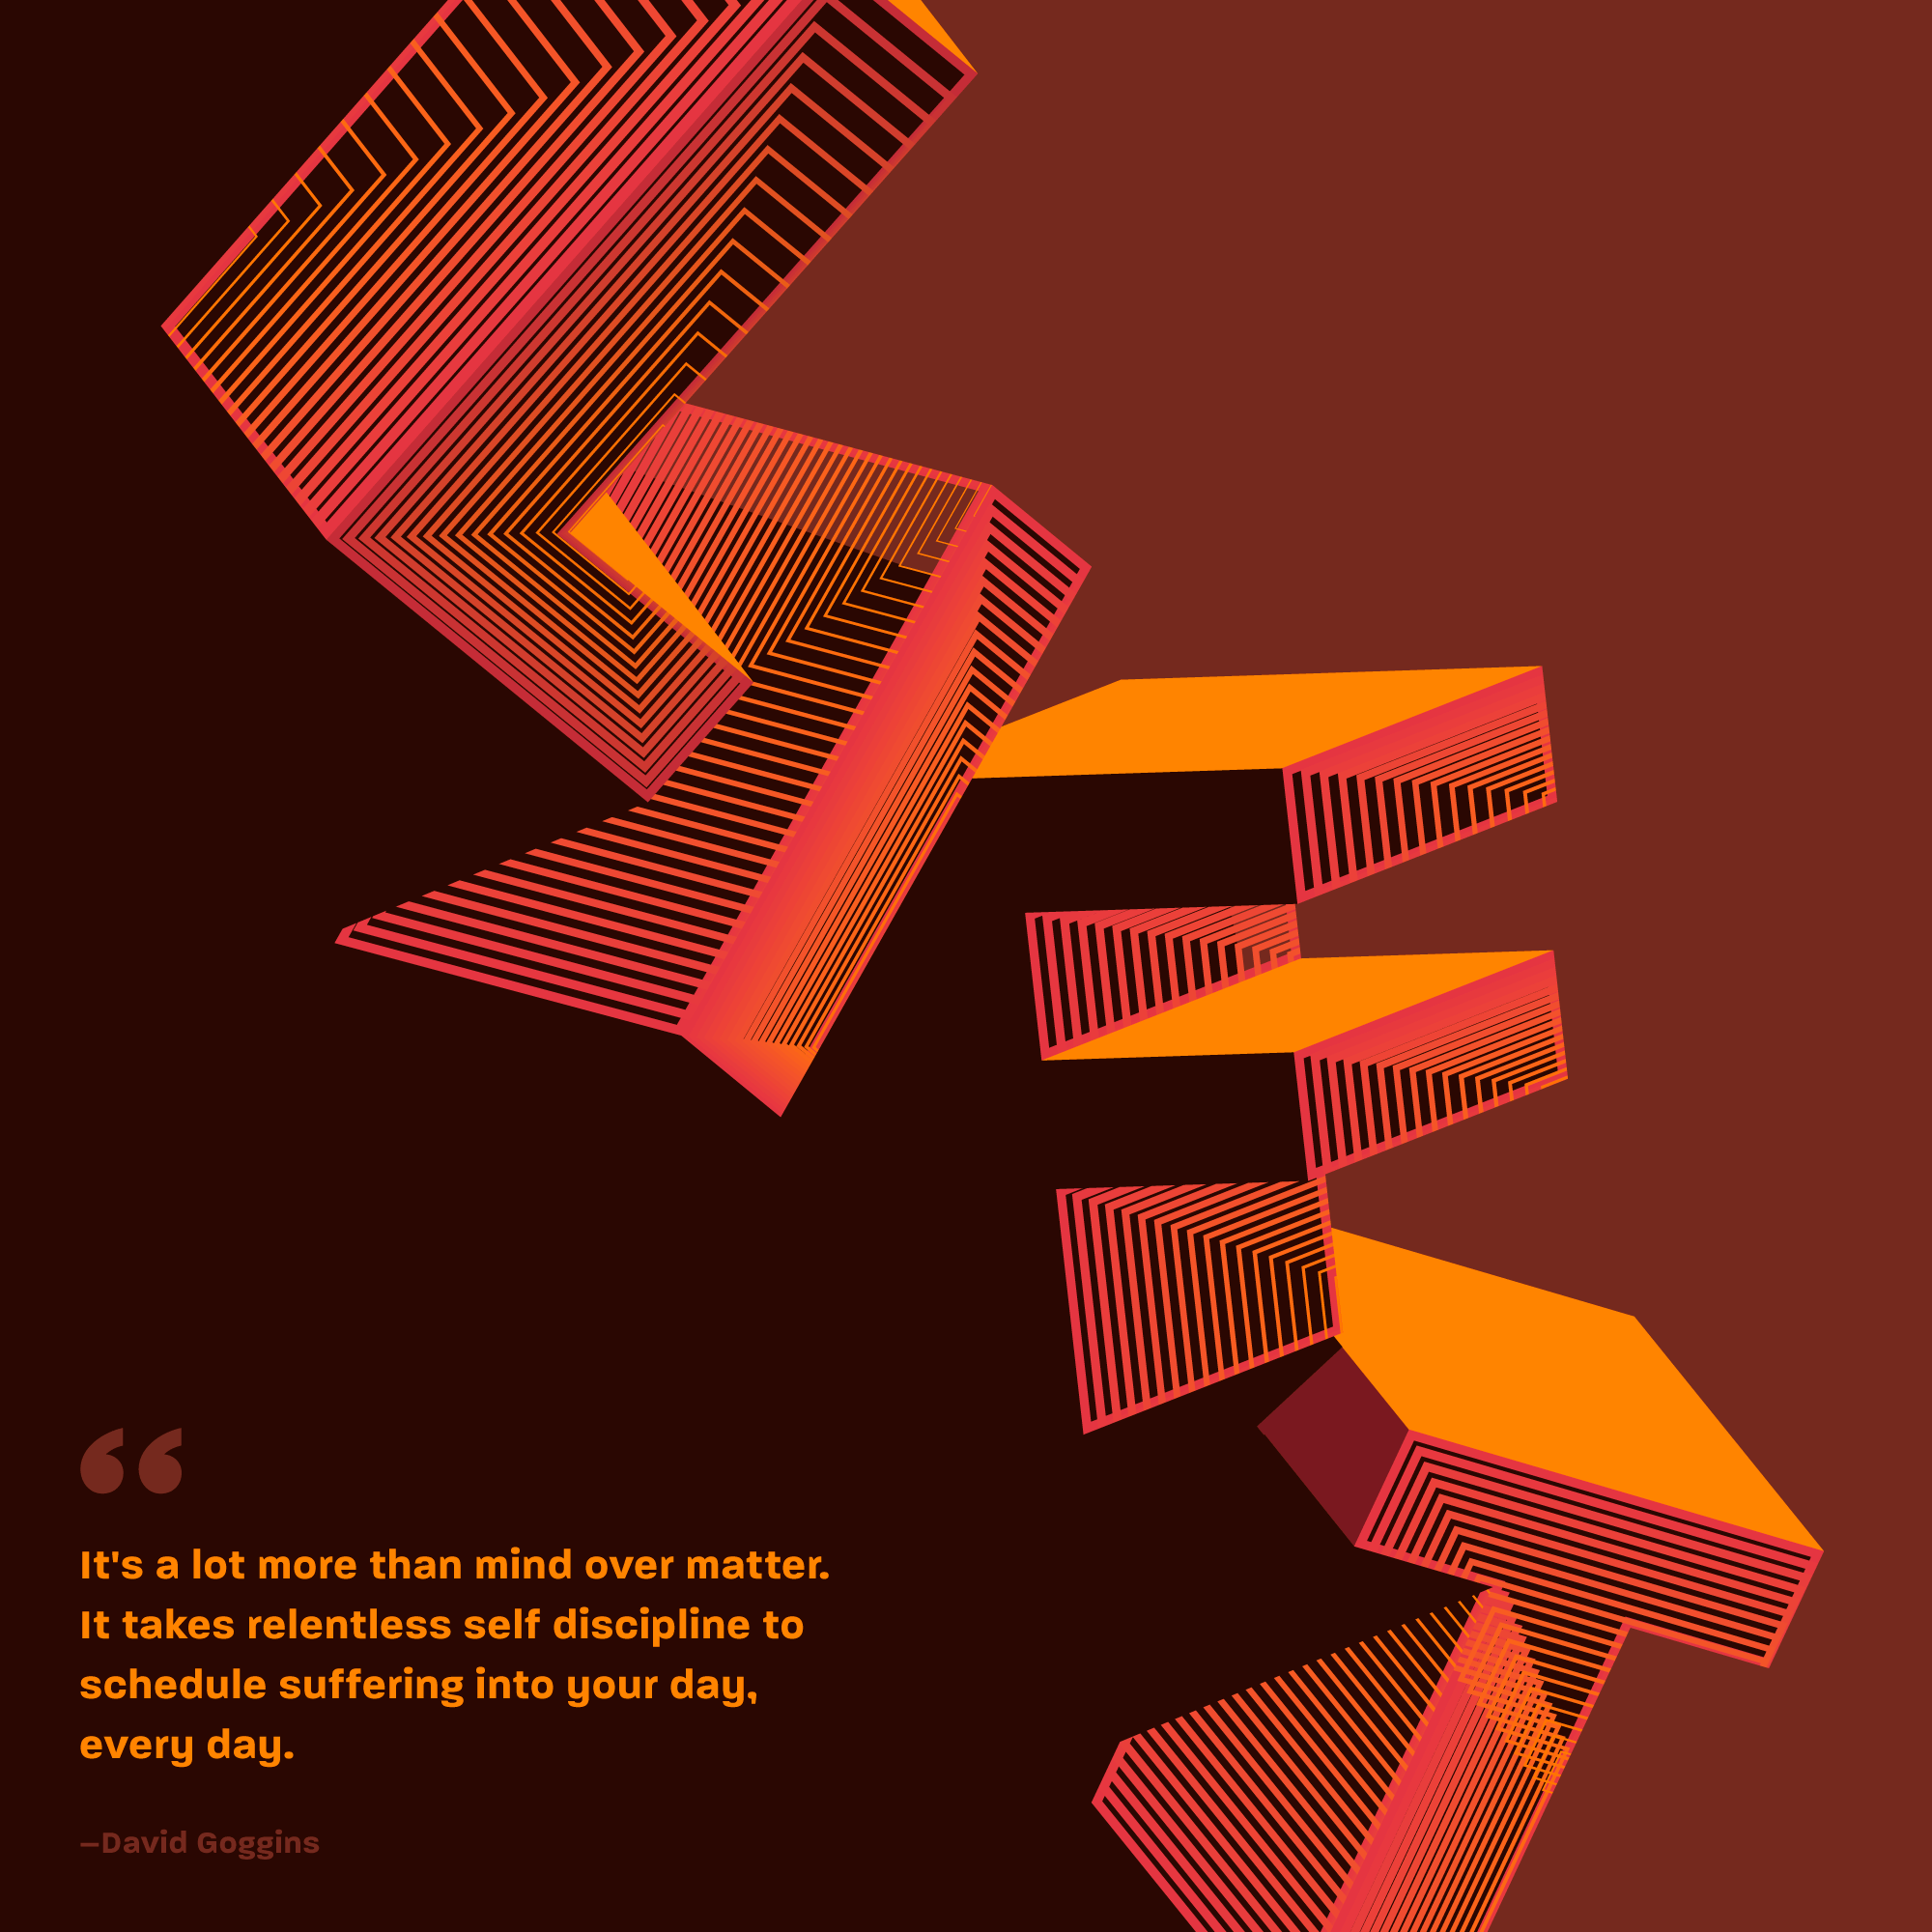 “
It's a lot more than mind over matter.
It takes relentless self discipline to
schedule suffering into your day,
every day.
—David Goggins